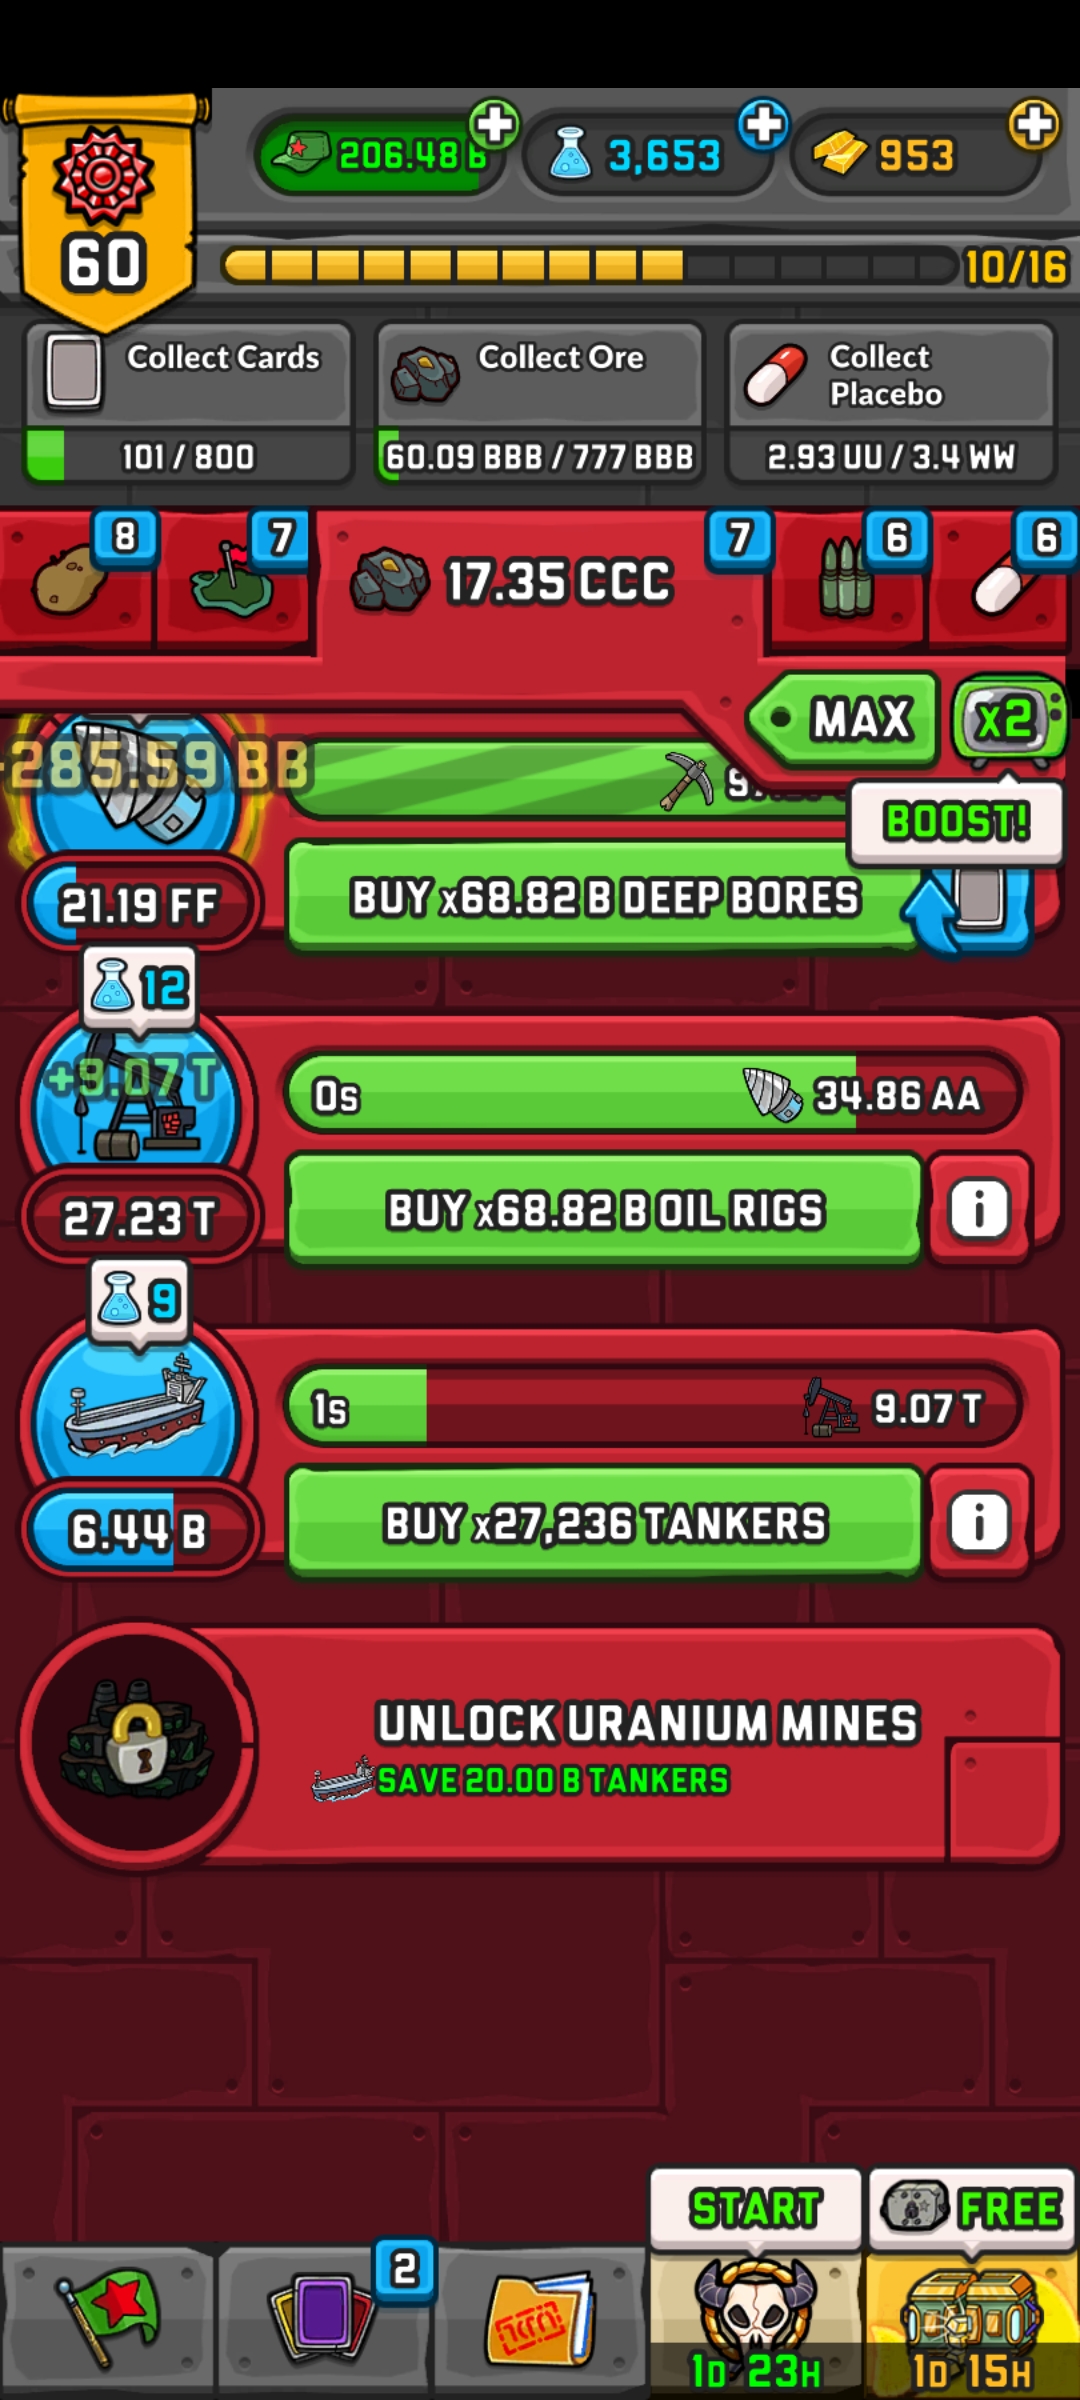 60
206.48 B
3,653
953
10/16
Collect Cards
101 / 800
Collect Ore
60.09 BBB / 777 BBB
Collect
Placebo
2.93 UU / 3.4 WW
8
7
17.35 CCC
7
6
6
MAX
x2
BOOST!
285.59 BB
21.19 FF
BUY x68.82 B DEEP BORES
12
+9.07 T
0s
34.86 AA
27.23 T
BUY x68.82 B OIL RIGS
i
9
1s
9.07 T
6.44 B
BUY x27,236 TANKERS
i
UNLOCK URANIUM MINES
SAVE 20.00 B TANKERS
START
FREE
2
1D 23H
1D 15H